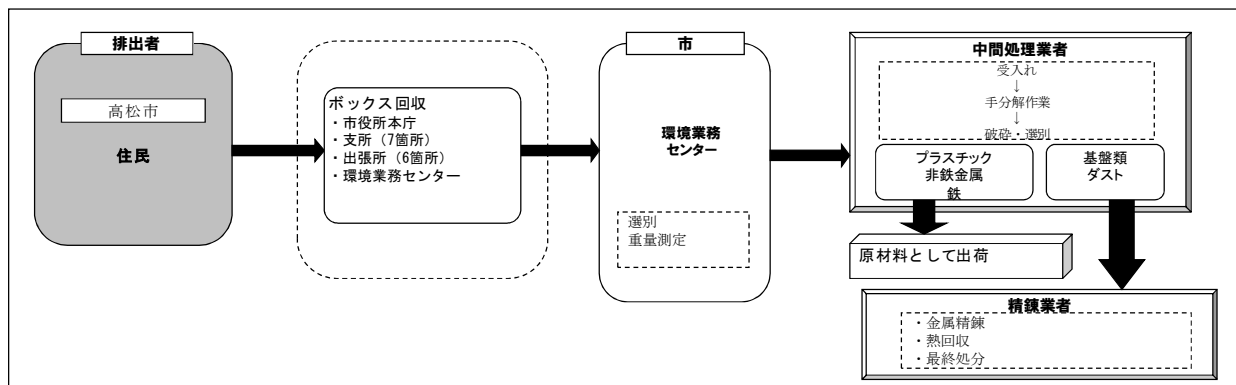 排出者
高松市
住民
ボックス回収
・市役所本庁
・支所（7箇所）
・出張所（6箇所）
・環境業務センター
市
環境業務
センター
選別
重量測定
中間処理業者
受入れ
↓
手分解作業
↓
破砕・選別
プラスチック
非鉄金属
鉄
基盤類
ダスト
原材料として出荷
精錬業者
・金属精錬
・熱回収
・最終処分